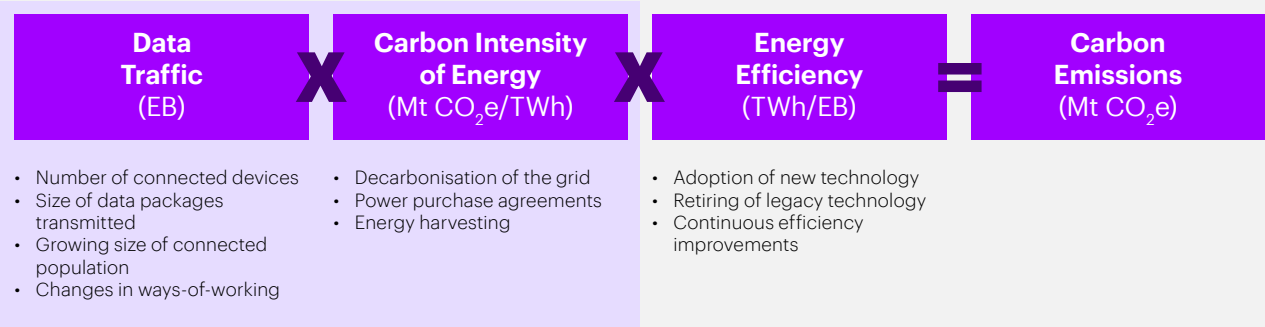 Data
Traffic
(EB)
X
Carbon Intensity
of Energy
(Mt CO₂e/TWh)
X
Energy
Efficiency
(TWh/EB)
=
Carbon
Emissions
(Mt CO₂e)
• Number of connected devices
• Size of data packages
transmitted
• Growing size of connected
population
• Changes in ways-of-working
• Decarbonisation of the grid
• Power purchase agreements
• Energy harvesting
• Adoption of new technology
• Retiring of legacy technology
• Continuous efficiency
improvements